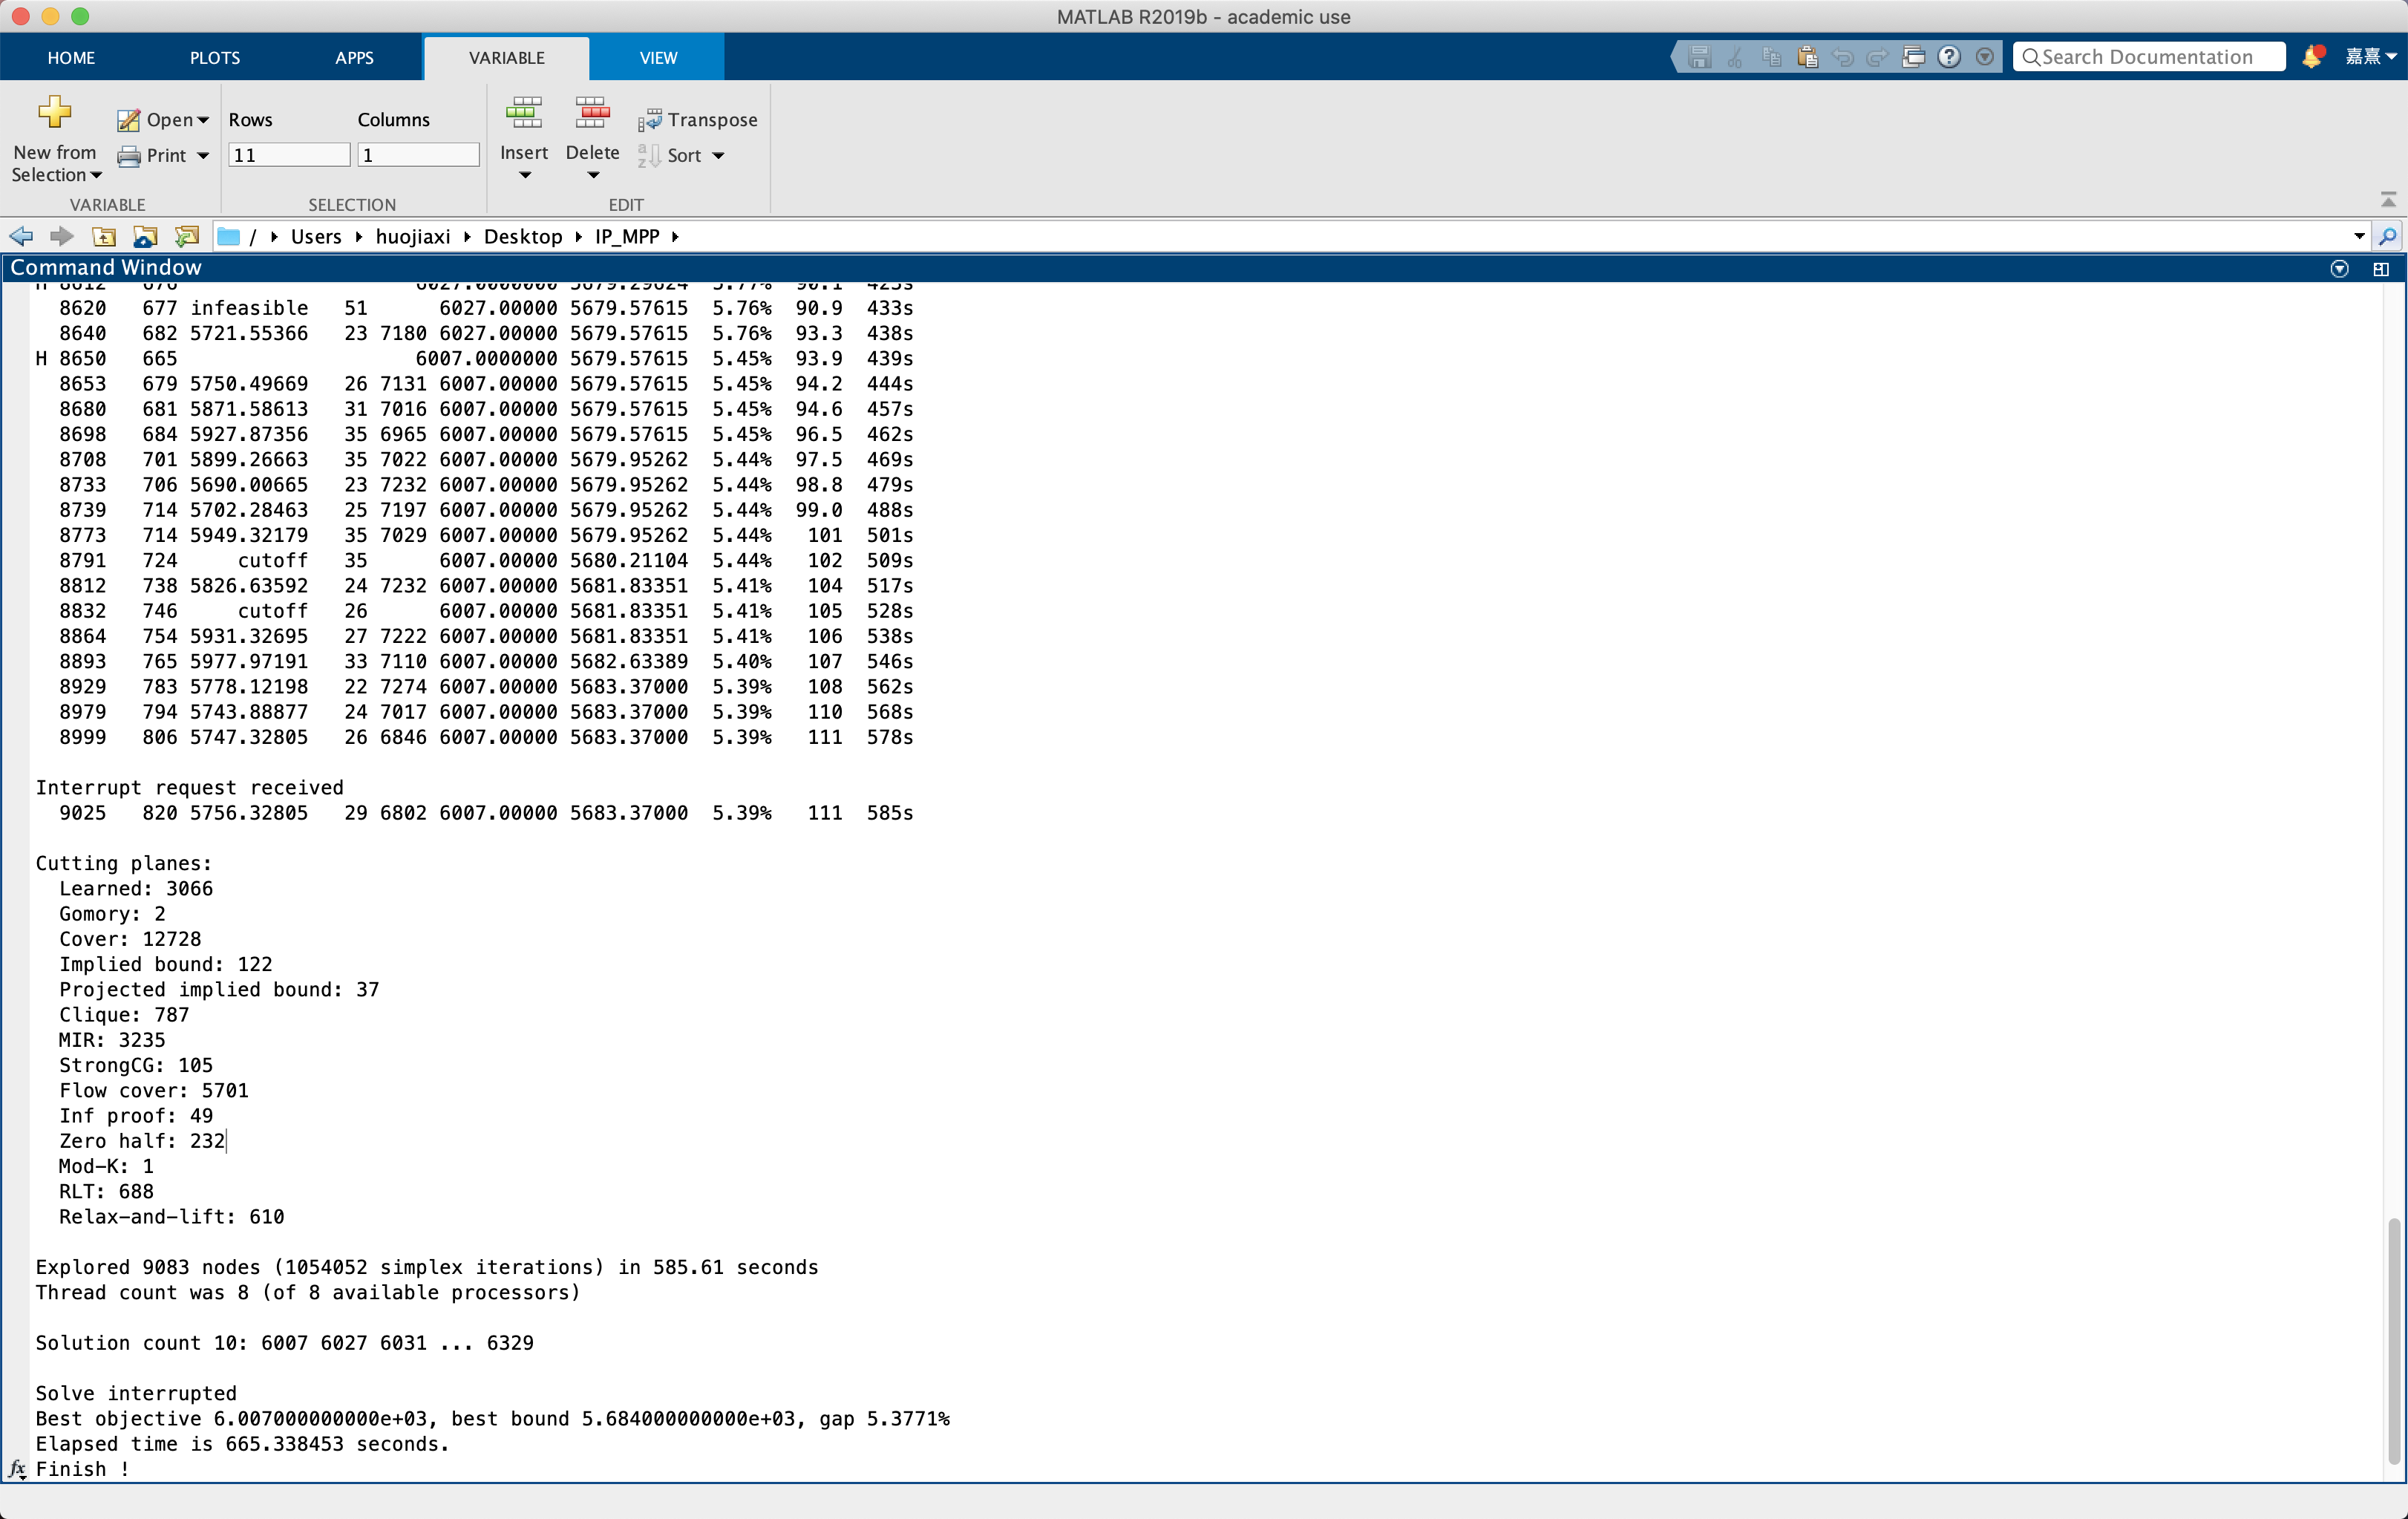 MATLAB R2019b - academic use
HOME PLOTS APPS VARIABLE VIEW Search Documentation 嘉熹
New from Selection Open Print Rows Columns Insert Delete Transpose Sort
11 1
VARIABLE SELECTION EDIT
/ Users huojiaxi Desktop IP_MPP
Command Window
H 8612 676 6027.0000000 5679.29624 5.77% 90.1 423s
8620 677 infeasible 51 6027.00000 5679.57615 5.76% 90.9 433s
8640 682 5721.55366 23 7180 6027.00000 5679.57615 5.76% 93.3 438s
H 8650 665 6007.0000000 5679.57615 5.45% 93.9 439s
8653 679 5750.49669 26 7131 6007.00000 5679.57615 5.45% 94.2 444s
8680 681 5871.58613 31 7016 6007.00000 5679.57615 5.45% 94.6 457s
8698 684 5927.87356 35 6965 6007.00000 5679.57615 5.45% 96.5 462s
8708 701 5899.26663 35 7022 6007.00000 5679.95262 5.44% 97.5 469s
8733 706 5690.00665 23 7232 6007.00000 5679.95262 5.44% 98.8 479s
8739 714 5702.28463 25 7197 6007.00000 5679.95262 5.44% 99.0 488s
8773 714 5949.32179 35 7029 6007.00000 5679.95262 5.44% 101 501s
8791 724 cutoff 35 6007.00000 5680.21104 5.44% 102 509s
8812 738 5826.63592 24 7232 6007.00000 5681.83351 5.41% 104 517s
8832 746 cutoff 26 6007.00000 5681.83351 5.41% 105 528s
8864 754 5931.32695 27 7222 6007.00000 5681.83351 5.41% 106 538s
8893 765 5977.97191 33 7110 6007.00000 5682.63389 5.40% 107 546s
8929 783 5778.12198 22 7274 6007.00000 5683.37000 5.39% 108 562s
8979 794 5743.88877 24 7017 6007.00000 5683.37000 5.39% 110 568s
8999 806 5747.32805 26 6846 6007.00000 5683.37000 5.39% 111 578s
Interrupt request received
9025 820 5756.32805 29 6802 6007.00000 5683.37000 5.39% 111 585s
Cutting planes:
Learned: 3066
Gomory: 2
Cover: 12728
Implied bound: 122
Projected implied bound: 37
Clique: 787
MIR: 3235
StrongCG: 105
Flow cover: 5701
Inf proof: 49
Zero half: 232
Mod-K: 1
RLT: 688
Relax-and-lift: 610
Explored 9083 nodes (1054052 simplex iterations) in 585.61 seconds
Thread count was 8 (of 8 available processors)
Solution count 10: 6007 6027 6031 ... 6329
Solve interrupted
Best objective 6.007000000000e+03, best bound 5.684000000000e+03, gap 5.3771%
Elapsed time is 665.338453 seconds.
fx Finish !